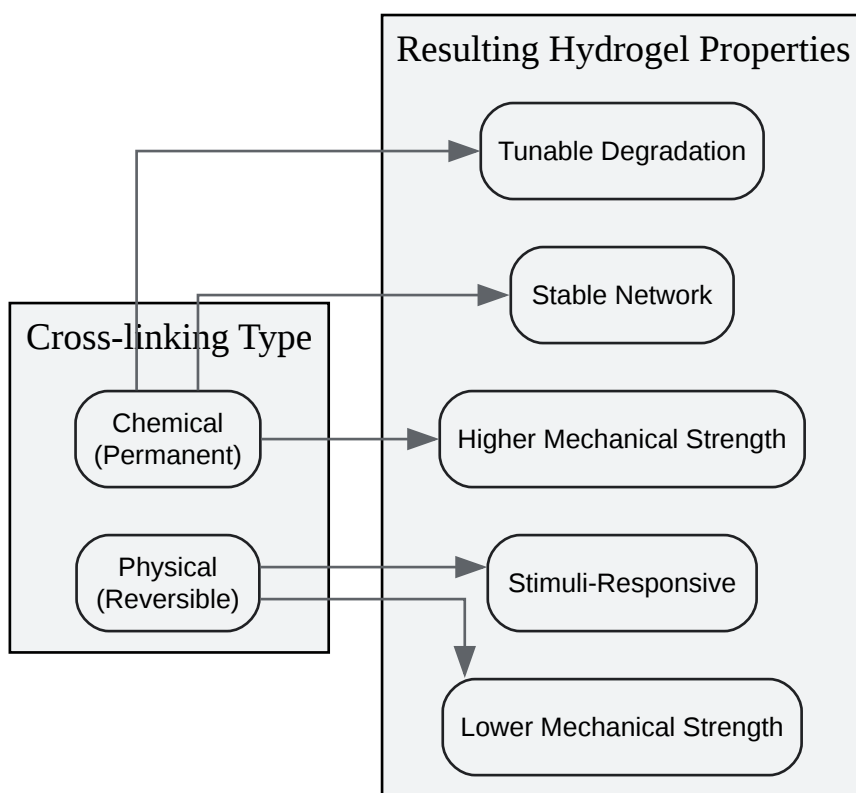 Resulting Hydrogel Properties
Tunable Degradation
Stable Network
Cross-linking Type
Chemical
(Permanent)
Higher Mechanical Strength
Physical
(Reversible)
Stimuli-Responsive
Lower Mechanical Strength